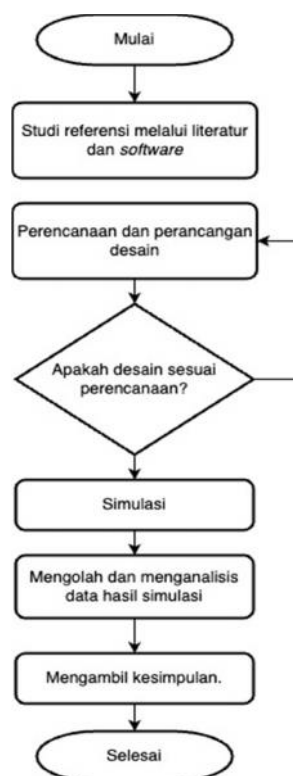 Mulai
Studi referensi melalui literatur
dan software
Perencanaan dan perancangan
desain
Apakah desain sesuai
perencanaan?
Simulasi
Mengolah dan menganalisis
data hasil simulasi
Mengambil kesimpulan.
Selesai